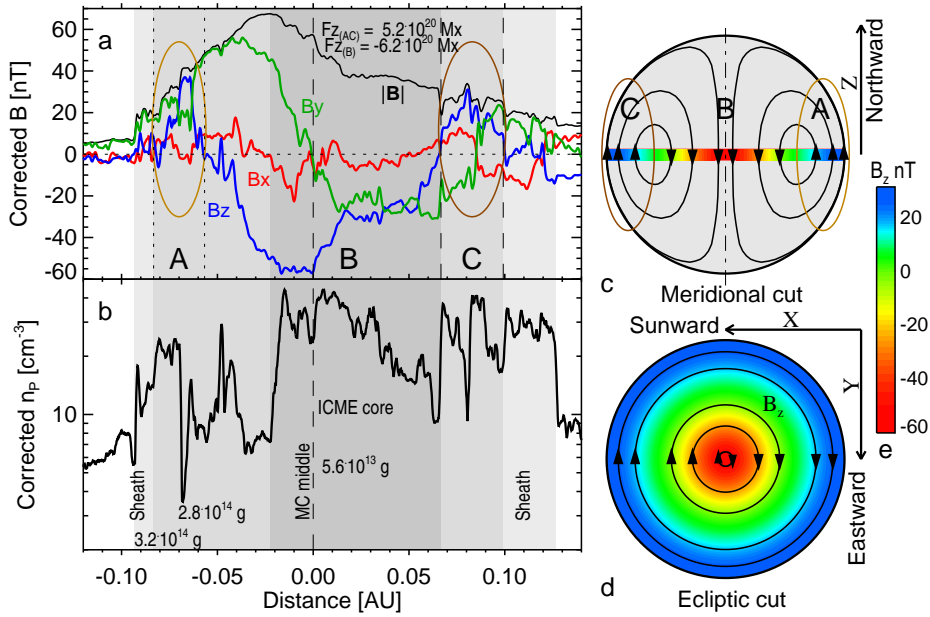 a
Fz(AC) = 5.2·10^20 Mx
Fz(B) = -6.2·10^20 Mx
|B|
By
Bx
Bz
A
B
C
Corrected B [nT]
60
40
20
0
-20
-40
-60
b
ICME core
5.6·10^13 g
2.8·10^14 g
3.2·10^14 g
Sheath
MC middle
Sheath
Corrected nP [cm-3]
10
-0.10
-0.05
0.00
0.05
0.10
Distance [AU]
C
B
A
Z
Northward
c
Meridional cut
Sunward
X
Y
Eastward
Bz
d
Ecliptic cut
Bz nT
20
0
-20
-40
-60
e